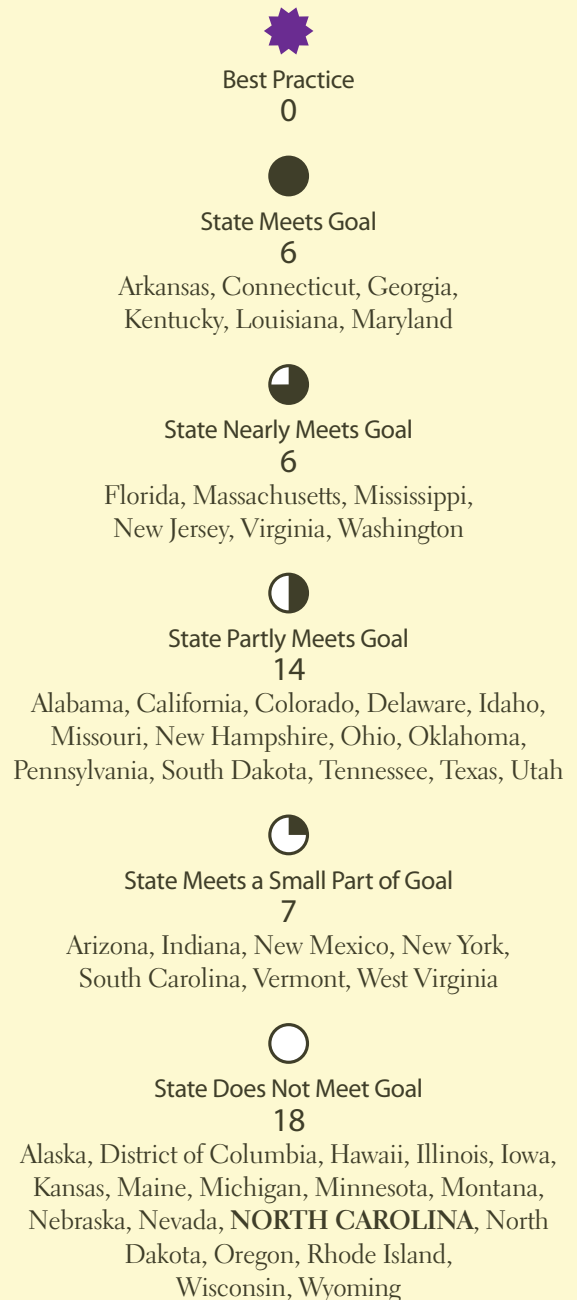 Best Practice
0
State Meets Goal
6
Arkansas, Connecticut, Georgia,
Kentucky, Louisiana, Maryland
State Nearly Meets Goal
6
Florida, Massachusetts, Mississippi,
New Jersey, Virginia, Washington
State Partly Meets Goal
14
Alabama, California, Colorado, Delaware, Idaho,
Missouri, New Hampshire, Ohio, Oklahoma,
Pennsylvania, South Dakota, Tennessee, Texas, Utah
State Meets a Small Part of Goal
7
Arizona, Indiana, New Mexico, New York,
South Carolina, Vermont, West Virginia
State Does Not Meet Goal
18
Alaska, District of Columbia, Hawaii, Illinois, Iowa,
Kansas, Maine, Michigan, Minnesota, Montana,
Nebraska, Nevada, NORTH CAROLINA, North
Dakota, Oregon, Rhode Island,
Wisconsin, Wyoming